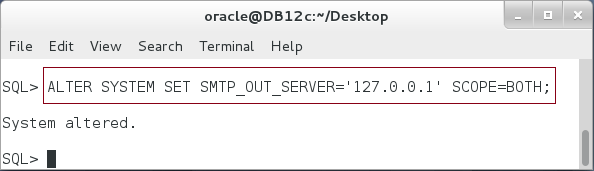 oracle@DB12c:~/Desktop
File Edit View Search Terminal Help
SQL> ALTER SYSTEM SET SMTP_OUT_SERVER='127.0.0.1' SCOPE=BOTH;
System altered.
SQL>